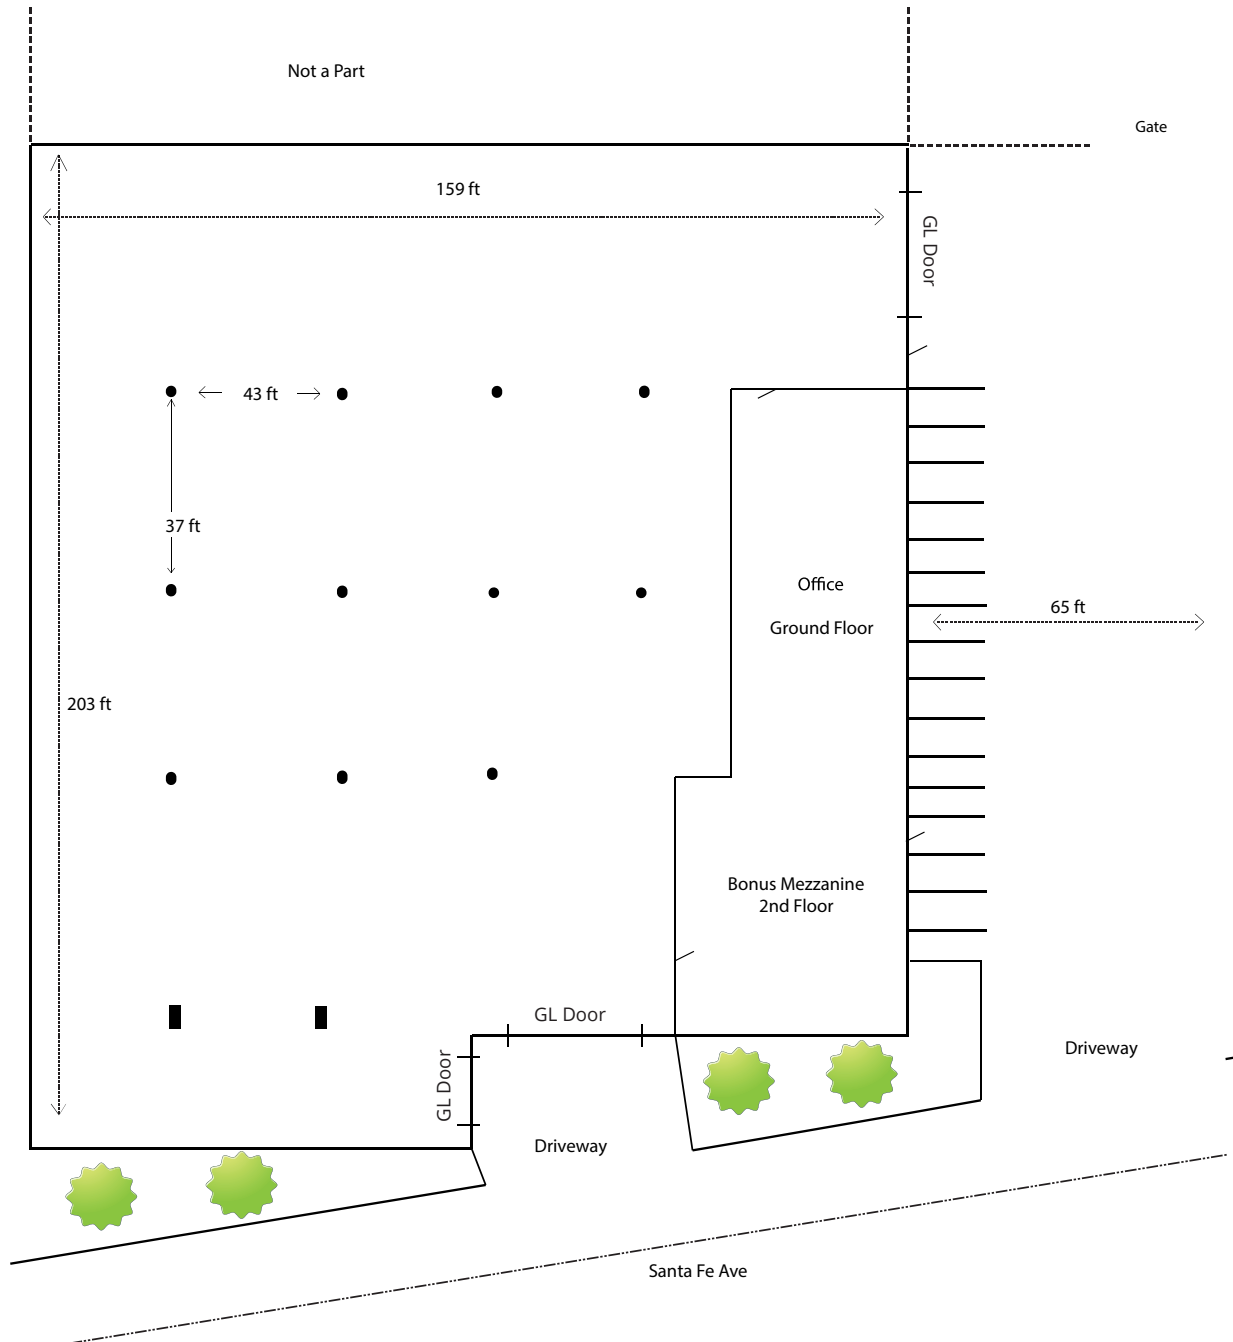 Not a Part
Gate
159 ft
GL Door
43 ft
37 ft
Office
Ground Floor
65 ft
203 ft
Bonus Mezzanine
2nd Floor
GL Door
GL Door
Driveway
Driveway
Santa Fe Ave